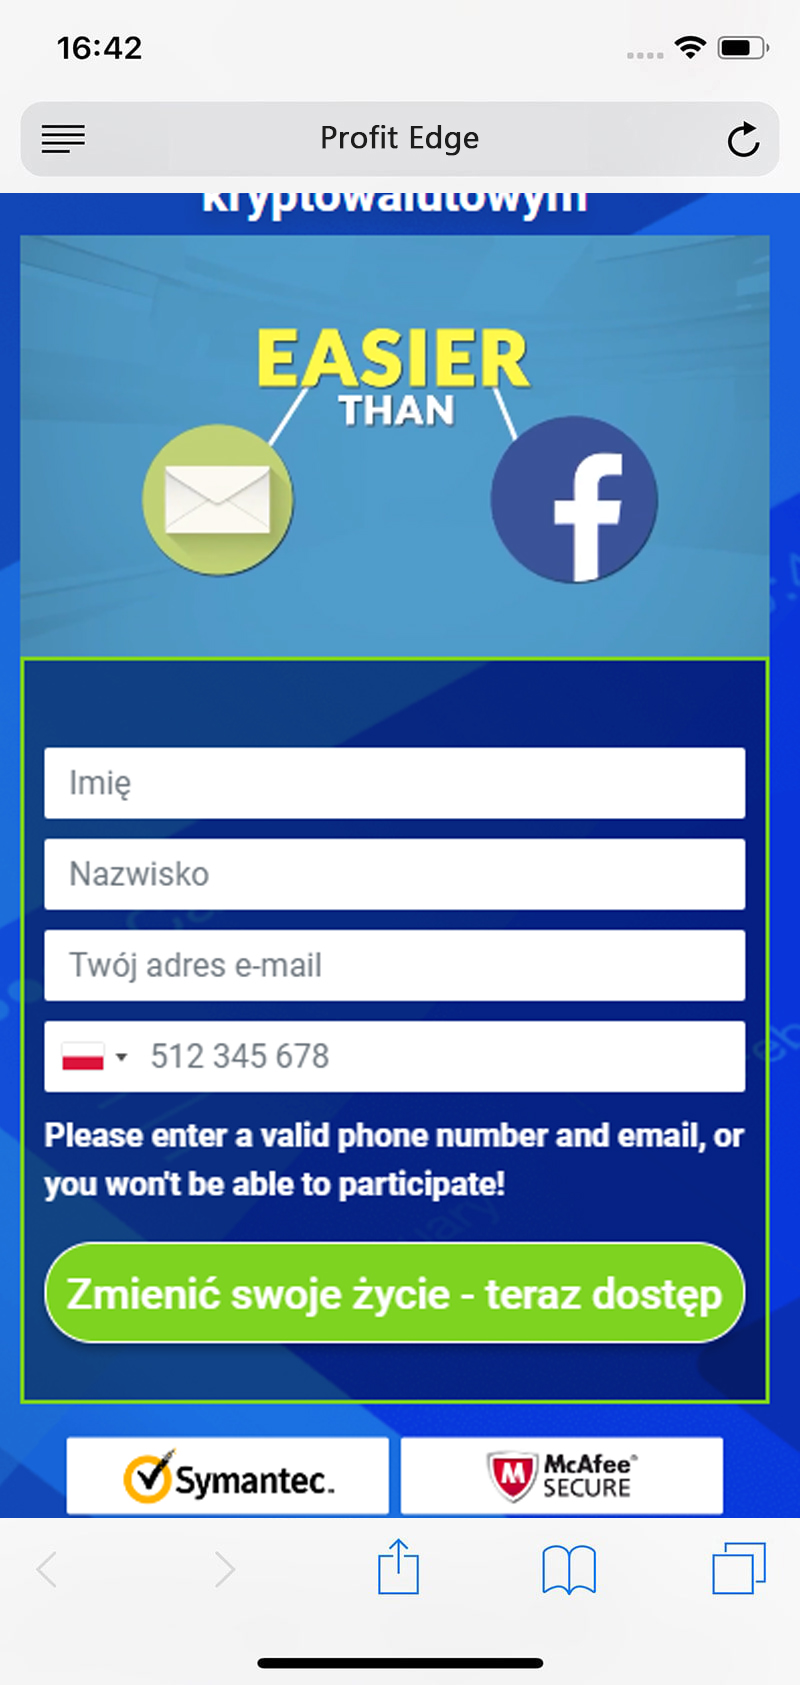 16:42
Profit Edge
kryptowalutowym
EASIER
THAN
f
Imię
Nazwisko
Twój adres e-mail
512 345 678
Please enter a valid phone number and email, or
you won't be able to participate!
Zmienić swoje życie - teraz dostęp
Symantec.
McAfee®
SECURE